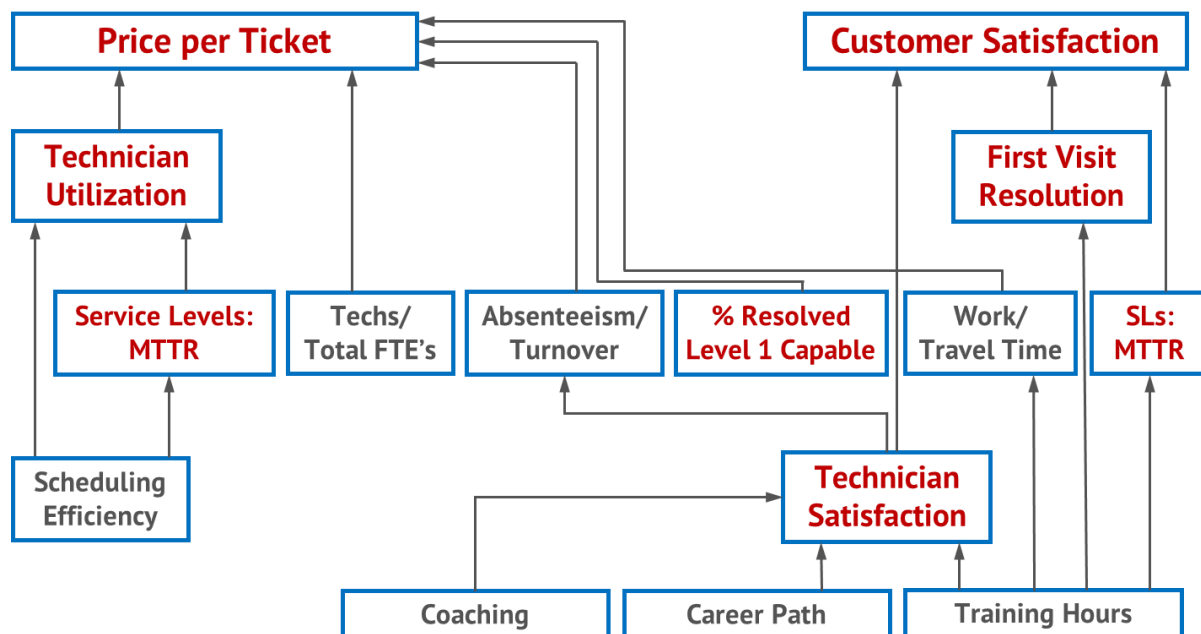 Price per Ticket
Customer Satisfaction
Technician
Utilization
First Visit
Resolution
Service Levels:
MTTR
Techs/
Total FTE’s
Absenteeism/
Turnover
% Resolved
Level 1 Capable
Work/
Travel Time
SLs:
MTTR
Scheduling
Efficiency
Technician
Satisfaction
Coaching
Career Path
Training Hours